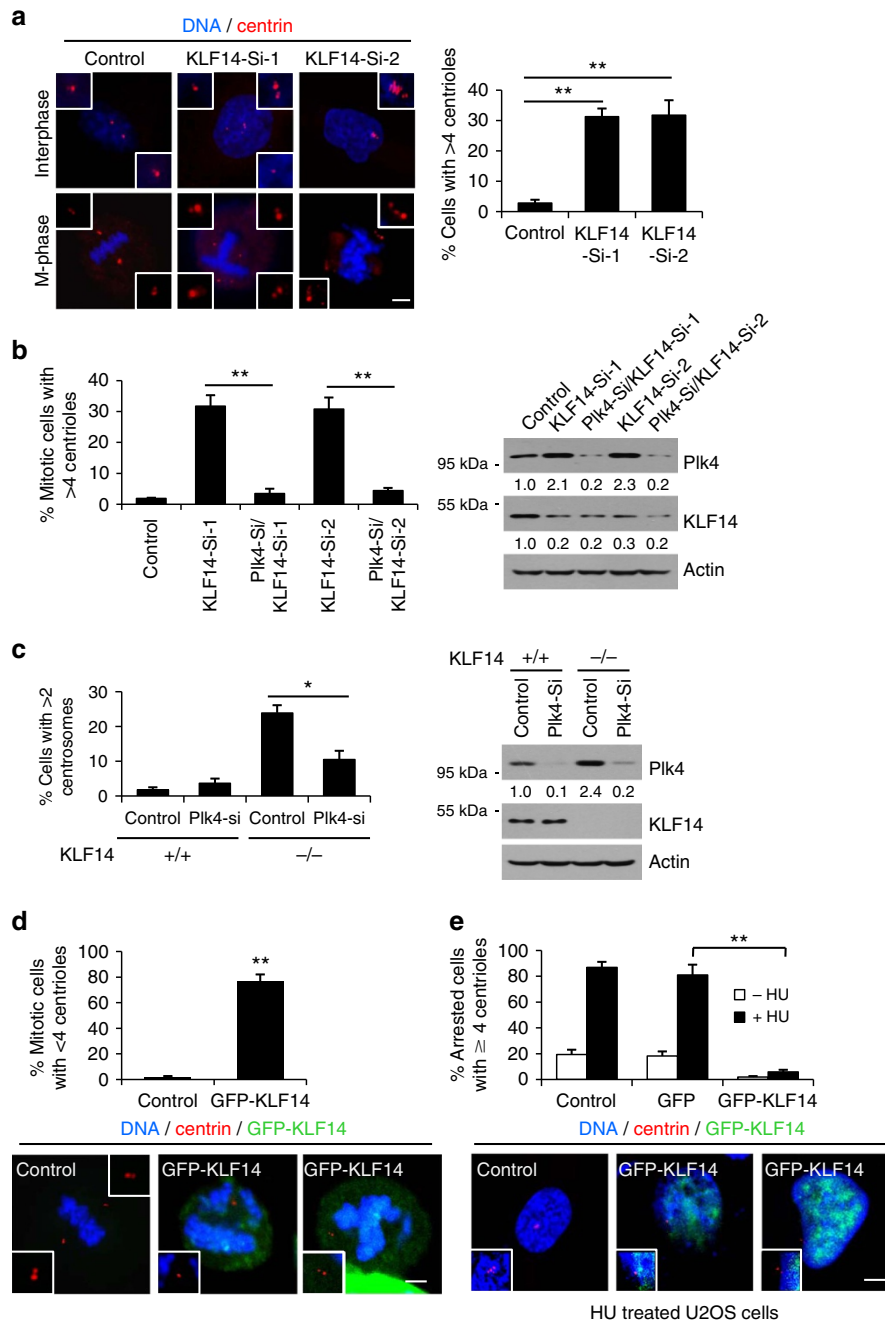 a
DNA / centrin
Control KLF14-Si-1 KLF14-Si-2
Interphase
M-phase
% Cells with >4 centrioles
40
30
20
10
0
**
**
Control KLF14 -Si-1 KLF14 -Si-2
b
% Mitotic cells with >4 centrioles
40
30
20
10
0
** **
Control
KLF14-Si-1
Plk4-Si/ KLF14-Si-1
KLF14-Si-2
Plk4-Si/ KLF14-Si-2
Control
KLF14-Si-1
Plk4-Si/KLF14-Si-1
KLF14-Si-2
Plk4-Si/KLF14-Si-2
95 kDa - Plk4
1.0 2.1 0.2 2.3 0.2
55 kDa - KLF14
1.0 0.2 0.2 0.3 0.2
Actin
c
% Cells with >2 centrosomes
30
20
10
0
*
Control Plk4-si Control Plk4-si
KLF14 +/+ –/–
KLF14 +/+ –/–
Control
Plk4-Si
Control
Plk4-Si
95 kDa - Plk4
1.0 0.1 2.4 0.2
55 kDa - KLF14
Actin
d
% Mitotic cells with <4 centrioles
100
80
60
40
20
0
**
Control GFP-KLF14
DNA / centrin / GFP-KLF14
Control GFP-KLF14 GFP-KLF14
e
% Arrested cells with ≥ 4 centrioles
100
80
60
40
20
0
**
– HU
+ HU
Control GFP GFP-KLF14
DNA / centrin / GFP-KLF14
Control GFP-KLF14 GFP-KLF14
HU treated U2OS cells